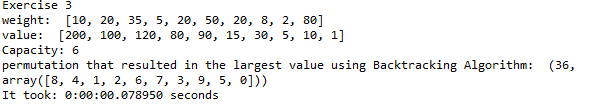 Exercise 3
weight:  [10, 20, 35, 5, 20, 50, 20, 8, 2, 80]
value:  [200, 100, 120, 80, 90, 15, 30, 5, 10, 1]
Capacity: 6
permutation that resulted in the largest value using Backtracking Algorithm:  (36,
array([8, 4, 1, 2, 6, 7, 3, 9, 5, 0]))
It took: 0:00:00.078950 seconds